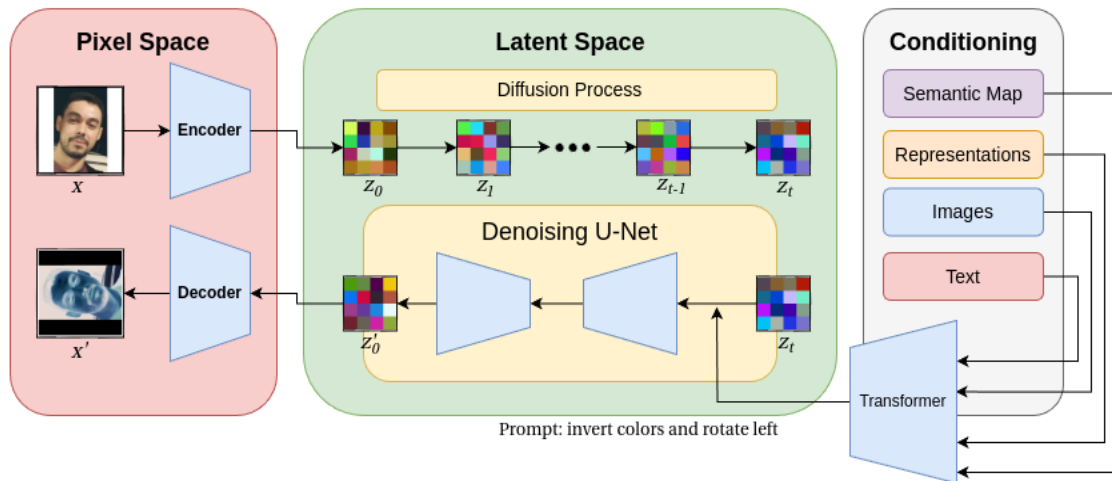 Pixel Space
Latent Space
Conditioning
Diffusion Process
Semantic Map
Encoder
Representations
x
z0
z1
zt-1
zt
Images
Denoising U-Net
Text
Decoder
x'
z'0
zt
Transformer
Prompt: invert colors and rotate left